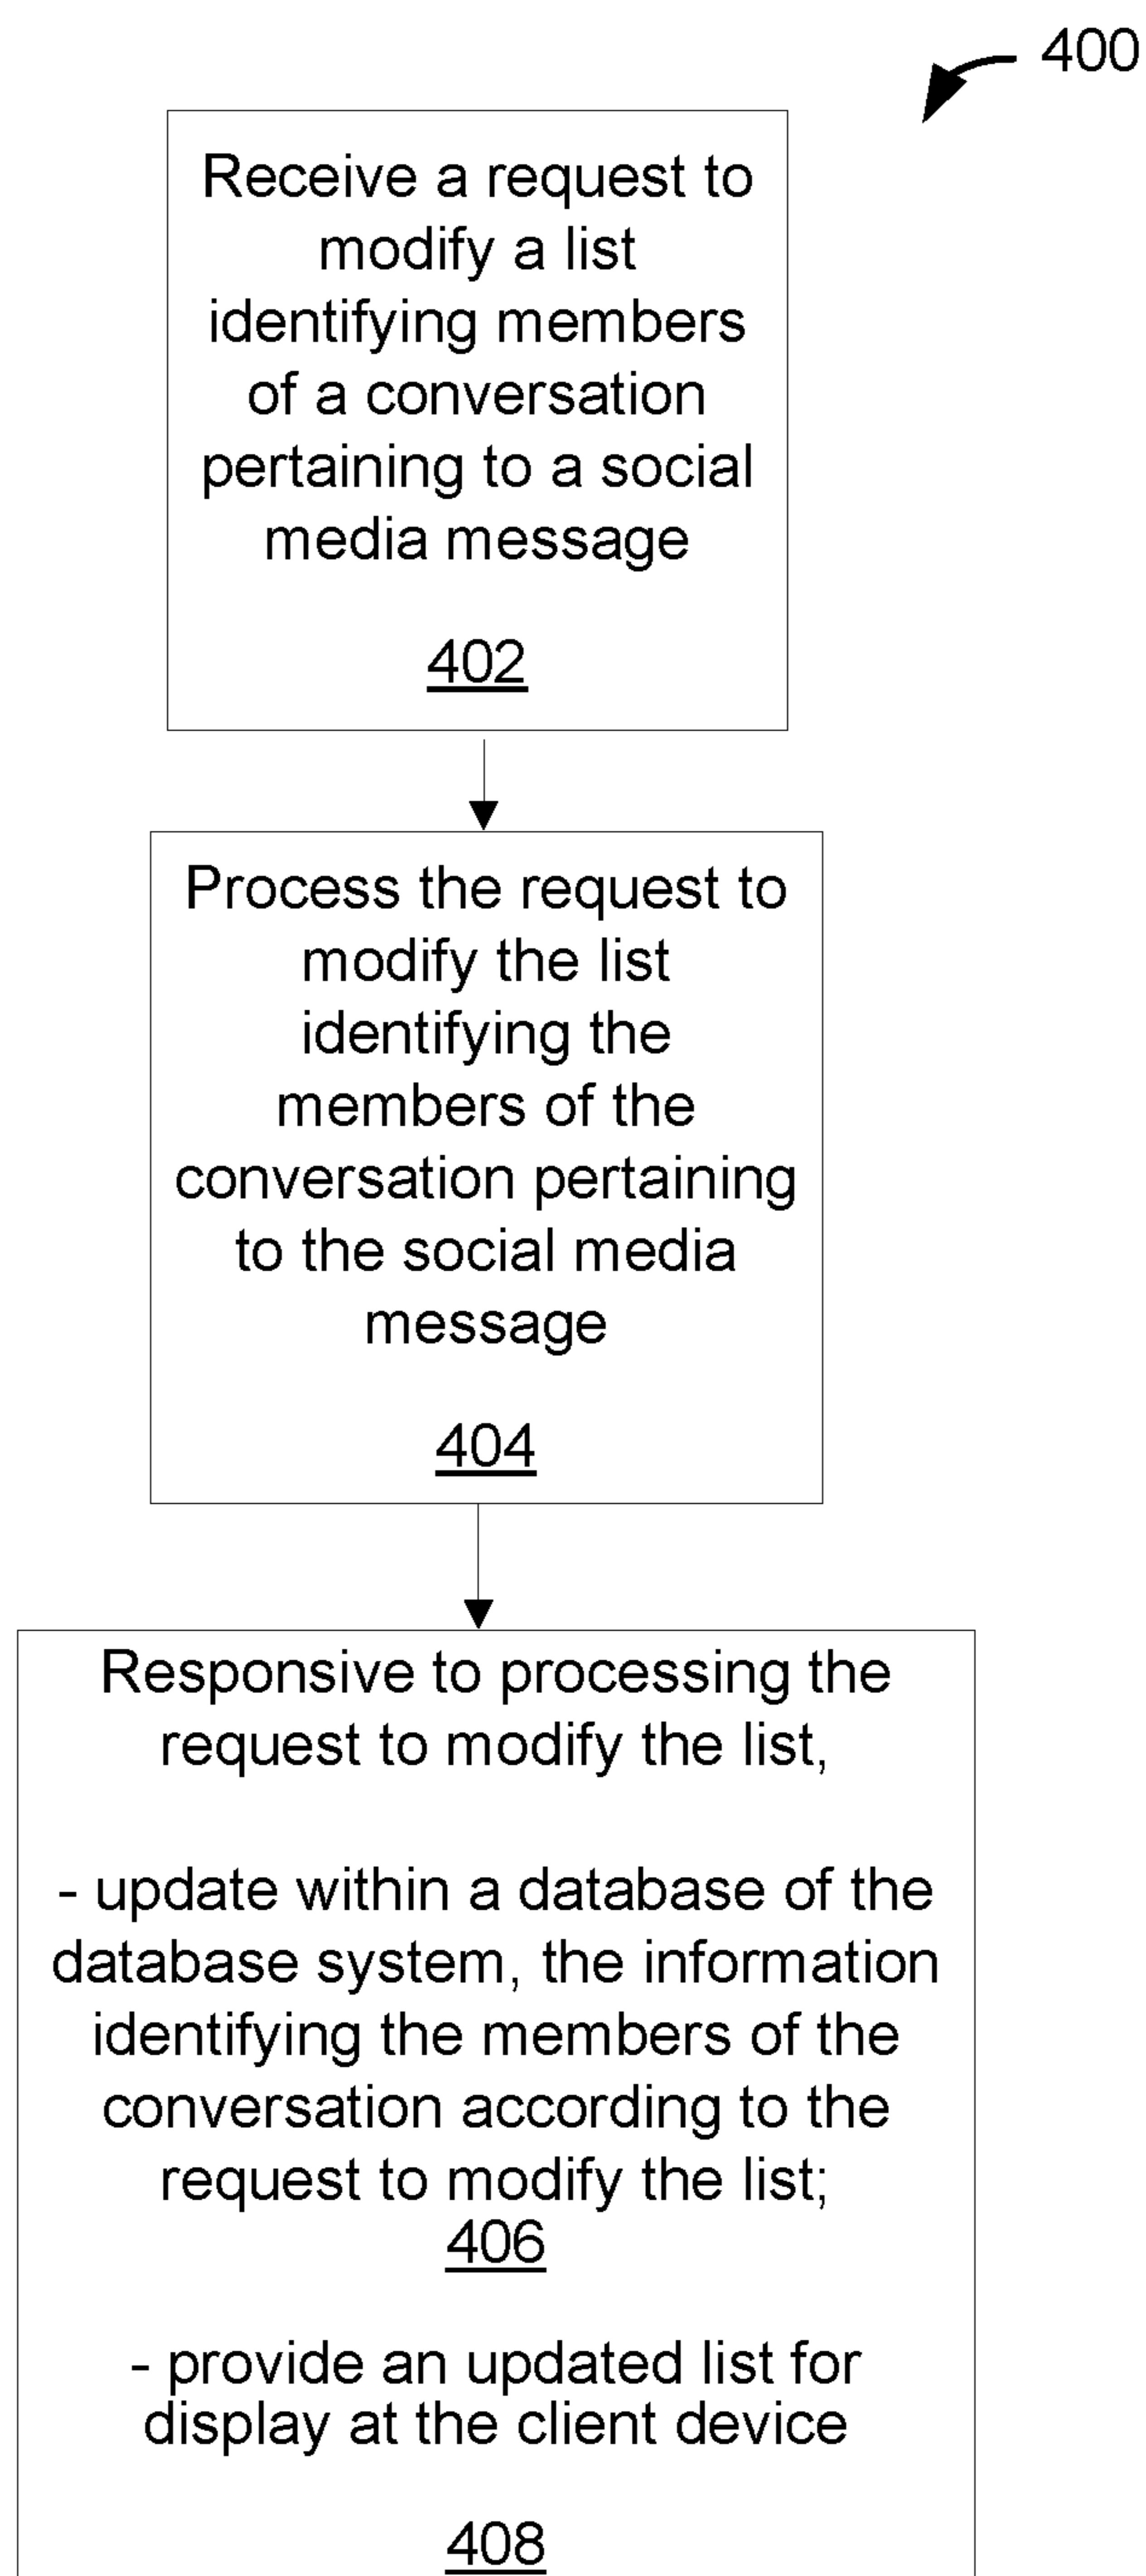 400
Receive a request to
modify a list
identifying members
of a conversation
pertaining to a social
media message
402
Process the request to
modify the list
identifying the
members of the
conversation pertaining
to the social media
message
404
Responsive to processing the
request to modify the list,
- update within a database of the
database system, the information
identifying the members of the
conversation according to the
request to modify the list;
406
- provide an updated list for
display at the client device
408